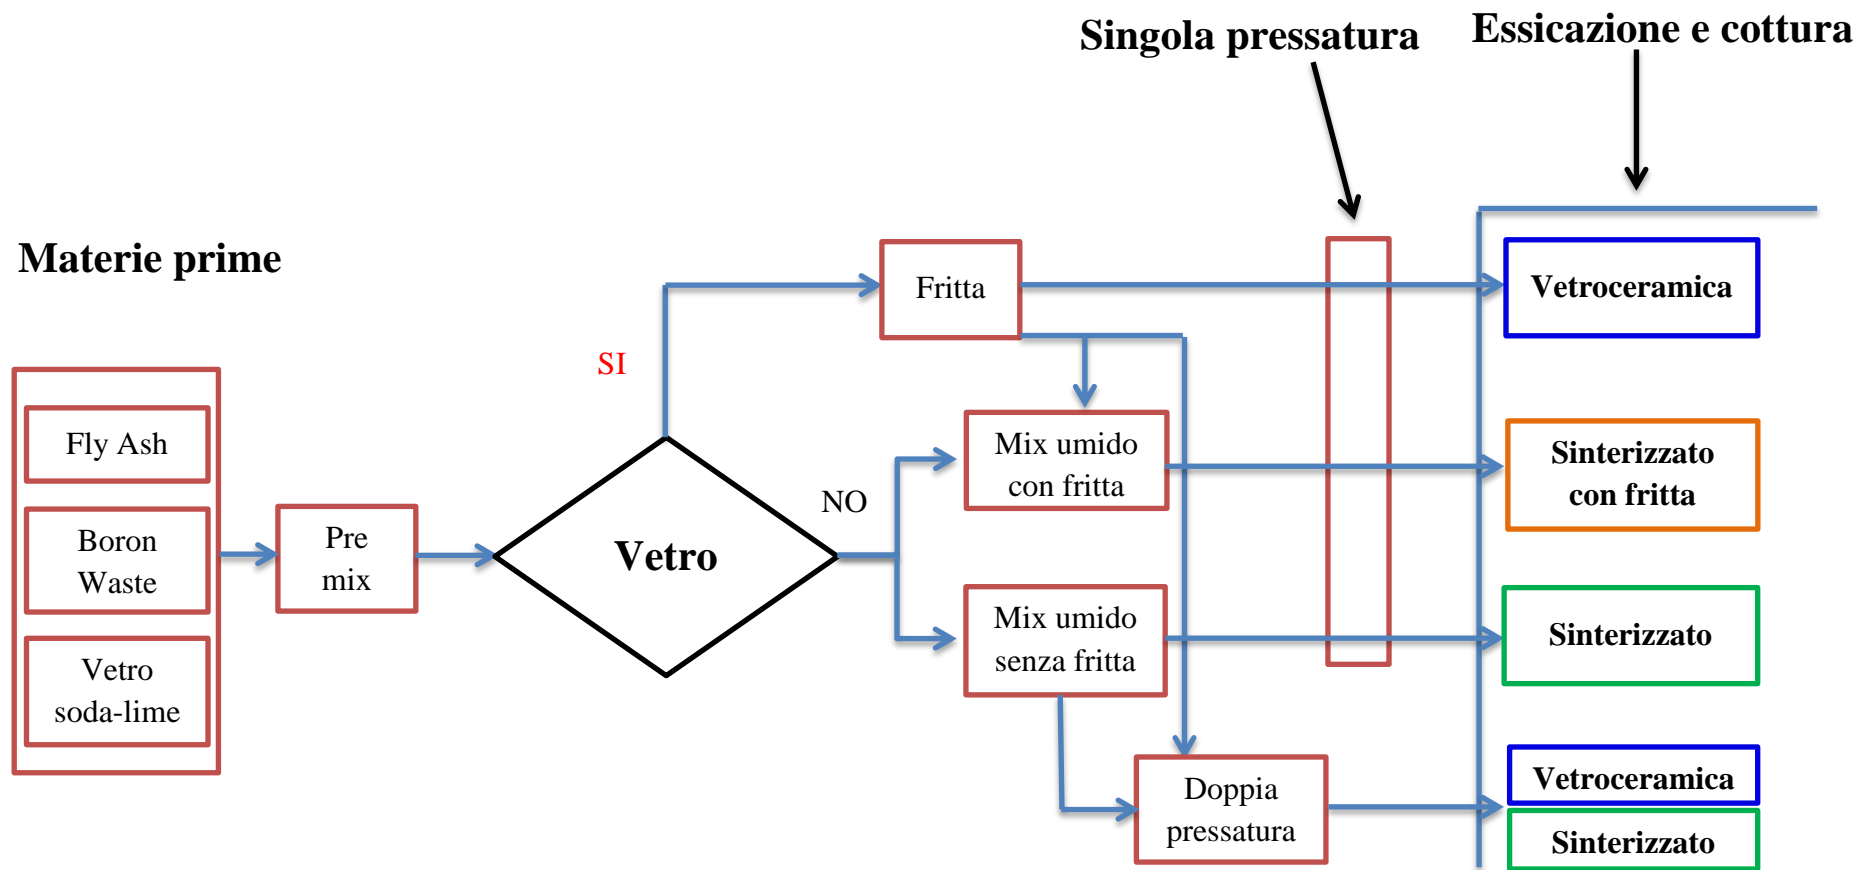 Singola pressatura
Essicazione e cottura
Materie prime
Fly Ash
Boron
Waste
Vetro
soda-lime
Pre
mix
Vetro
SI
NO
Fritta
Mix umido
con fritta
Mix umido
senza fritta
Doppia
pressatura
Vetroceramica
Sinterizzato
con fritta
Sinterizzato
Vetroceramica
Sinterizzato